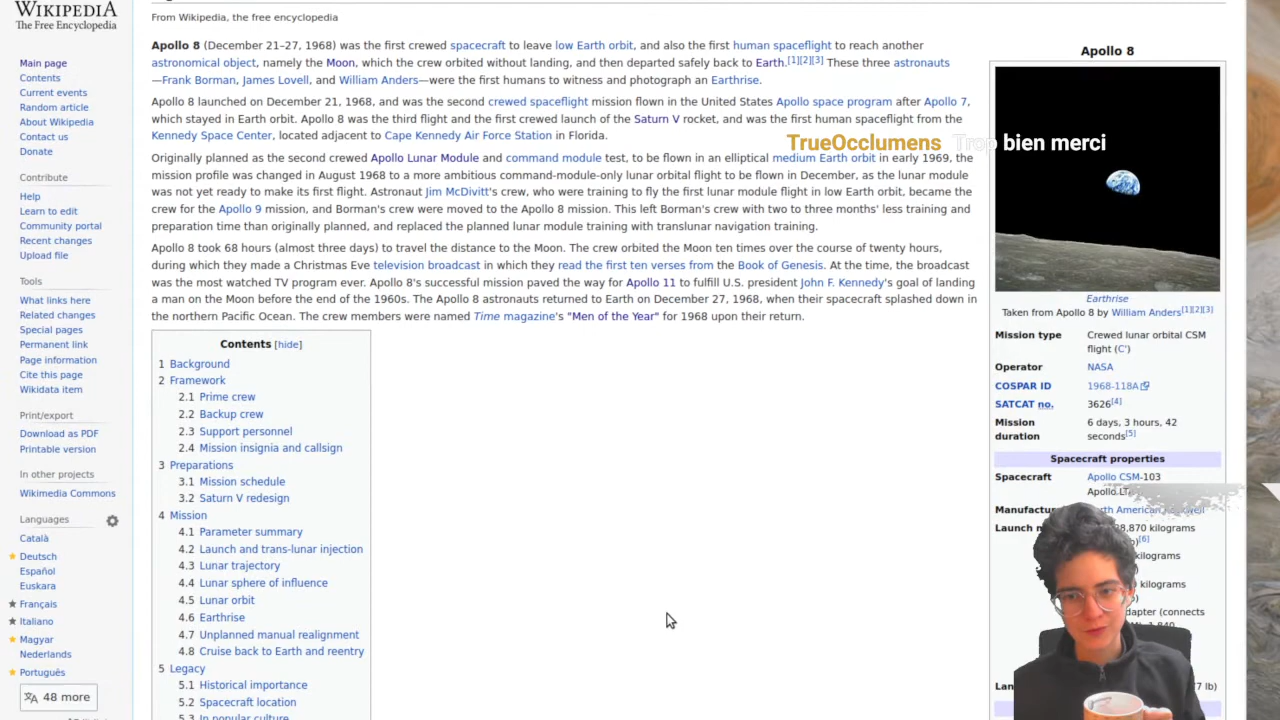 WIKIPEDIA
The Free Encyclopedia
Main page
Contents
Current events
Random article
About Wikipedia
Contact us
Donate
Contribute
Help
Learn to edit
Community portal
Recent changes
Upload file
Tools
What links here
Related changes
Special pages
Permanent link
Page information
Cite this page
Wikidata item
Print/export
Download as PDF
Printable version
In other projects
Wikimedia Commons
Languages
Català
Deutsch
Español
Euskara
Français
Italiano
Magyar
Nederlands
Português
48 more
From Wikipedia, the free encyclopedia
Apollo 8 (December 21–27, 1968) was the first crewed spacecraft to leave low Earth orbit, and also the first human spaceflight to reach another
astronomical object, namely the Moon, which the crew orbited without landing, and then departed safely back to Earth.[1][2][3] These three astronauts
—Frank Borman, James Lovell, and William Anders—were the first humans to witness and photograph an Earthrise.
Apollo 8 launched on December 21, 1968, and was the second crewed spaceflight mission flown in the United States Apollo space program after Apollo 7,
which stayed in Earth orbit. Apollo 8 was the third flight and the first crewed launch of the Saturn V rocket, and was the first human spaceflight from the
Kennedy Space Center, located adjacent to Cape Kennedy Air Force Station in Florida.
TrueOcclumens Trop bien merci
Originally planned as the second crewed Apollo Lunar Module and command module test, to be flown in an elliptical medium Earth orbit in early 1969, the
mission profile was changed in August 1968 to a more ambitious command-module-only lunar orbital flight to be flown in December, as the lunar module
was not yet ready to make its first flight. Astronaut Jim McDivitt's crew, who were training to fly the first lunar module flight in low Earth orbit, became the
crew for the Apollo 9 mission, and Borman's crew were moved to the Apollo 8 mission. This left Borman's crew with two to three months' less training and
preparation time than originally planned, and replaced the planned lunar module training with translunar navigation training.
Apollo 8 took 68 hours (almost three days) to travel the distance to the Moon. The crew orbited the Moon ten times over the course of twenty hours,
during which they made a Christmas Eve television broadcast in which they read the first ten verses from the Book of Genesis. At the time, the broadcast
was the most watched TV program ever. Apollo 8's successful mission paved the way for Apollo 11 to fulfill U.S. president John F. Kennedy's goal of landing
a man on the Moon before the end of the 1960s. The Apollo 8 astronauts returned to Earth on December 27, 1968, when their spacecraft splashed down in
the northern Pacific Ocean. The crew members were named Time magazine's "Men of the Year" for 1968 upon their return.
Contents [hide]
1 Background
2 Framework
2.1 Prime crew
2.2 Backup crew
2.3 Support personnel
2.4 Mission insignia and callsign
3 Preparations
3.1 Mission schedule
3.2 Saturn V redesign
4 Mission
4.1 Parameter summary
4.2 Launch and trans-lunar injection
4.3 Lunar trajectory
4.4 Lunar sphere of influence
4.5 Lunar orbit
4.6 Earthrise
4.7 Unplanned manual realignment
4.8 Cruise back to Earth and reentry
5 Legacy
5.1 Historical importance
5.2 Spacecraft location
5.3 In popular culture
Apollo 8
Earthrise
Taken from Apollo 8 by William Anders[1][2][3]
Mission type Crewed lunar orbital CSM
flight (C')
Operator NASA
COSPAR ID 1968-118A
SATCAT no. 3626[4]
Mission 6 days, 3 hours, 42
duration seconds[5]
Spacecraft properties
Spacecraft Apollo CSM-103
Apollo
American
Launch 28,870 kilograms
[6]
kilograms
kilograms
(connects
7 lb)